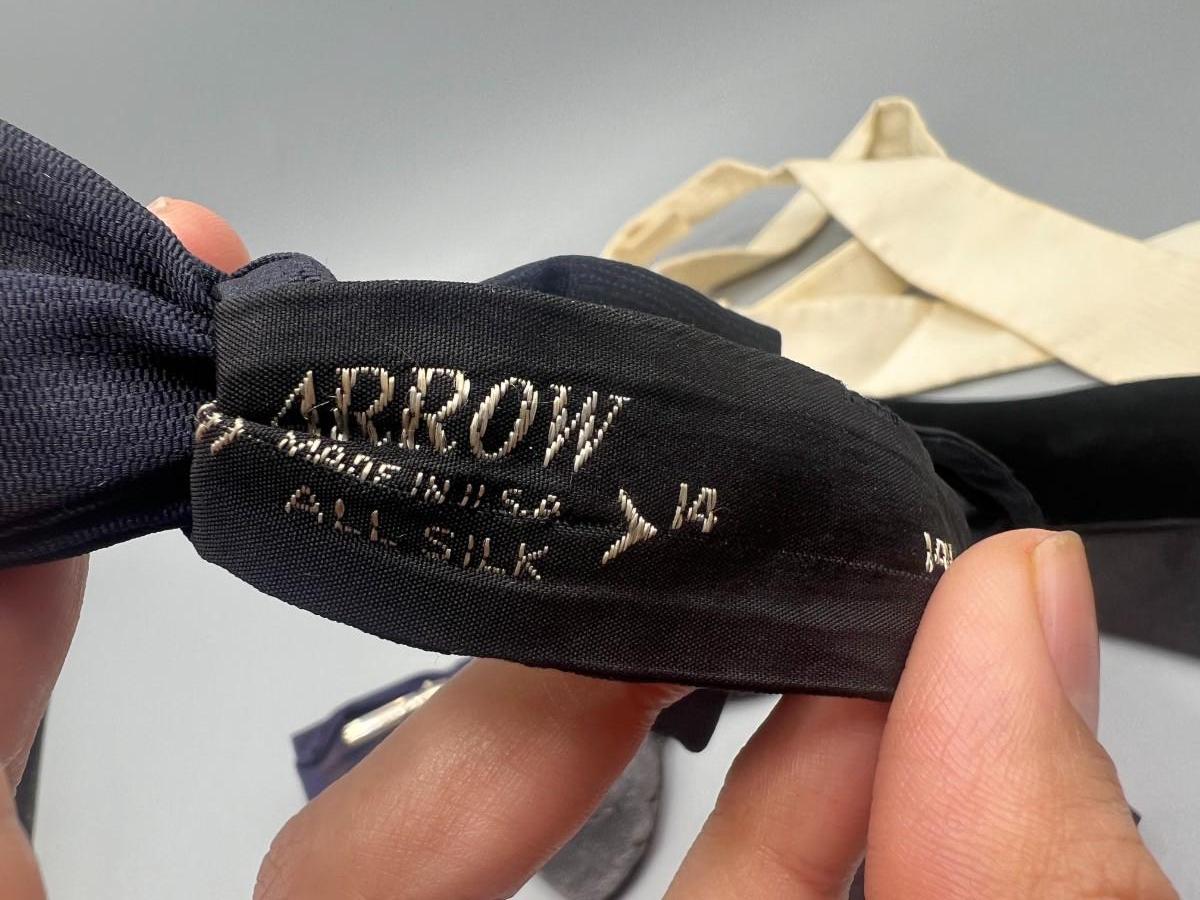 ARROW
MADE IN U.S.A
ALL SILK
14